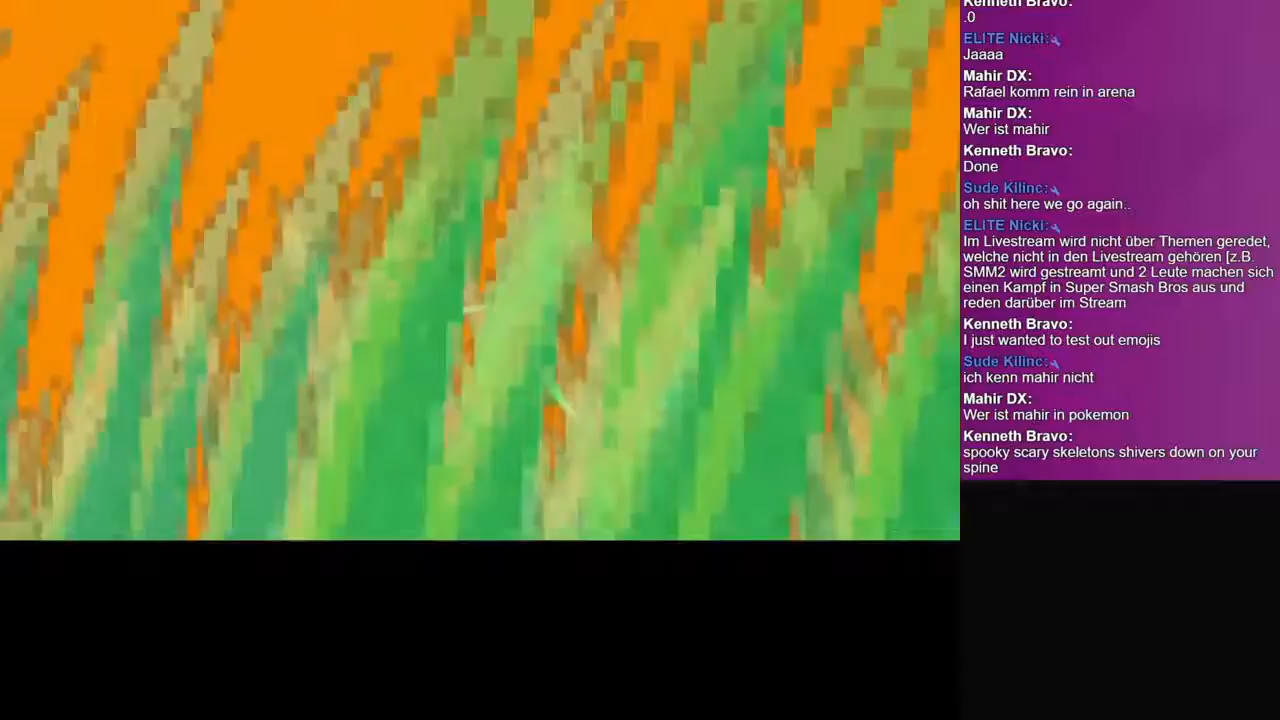 Kenneth Bravo:
.0
ELITE Nicki:
Jaaaa
Mahir DX:
Rafael komm rein in arena
Mahir DX:
Wer ist mahir
Kenneth Bravo:
Done
Sude Kilinc:
oh shit here we go again..
ELITE Nicki:
Im Livestream wird nicht über Themen geredet,
welche nicht in den Livestream gehören [z.B.
SMM2 wird gestreamt und 2 Leute machen sich
einen Kampf in Super Smash Bros aus und
reden darüber im Stream
Kenneth Bravo:
I just wanted to test out emojis
Sude Kilinc:
ich kenn mahir nicht
Mahir DX:
Wer ist mahir in pokemon
Kenneth Bravo:
spooky scary skeletons shivers down on your
spine